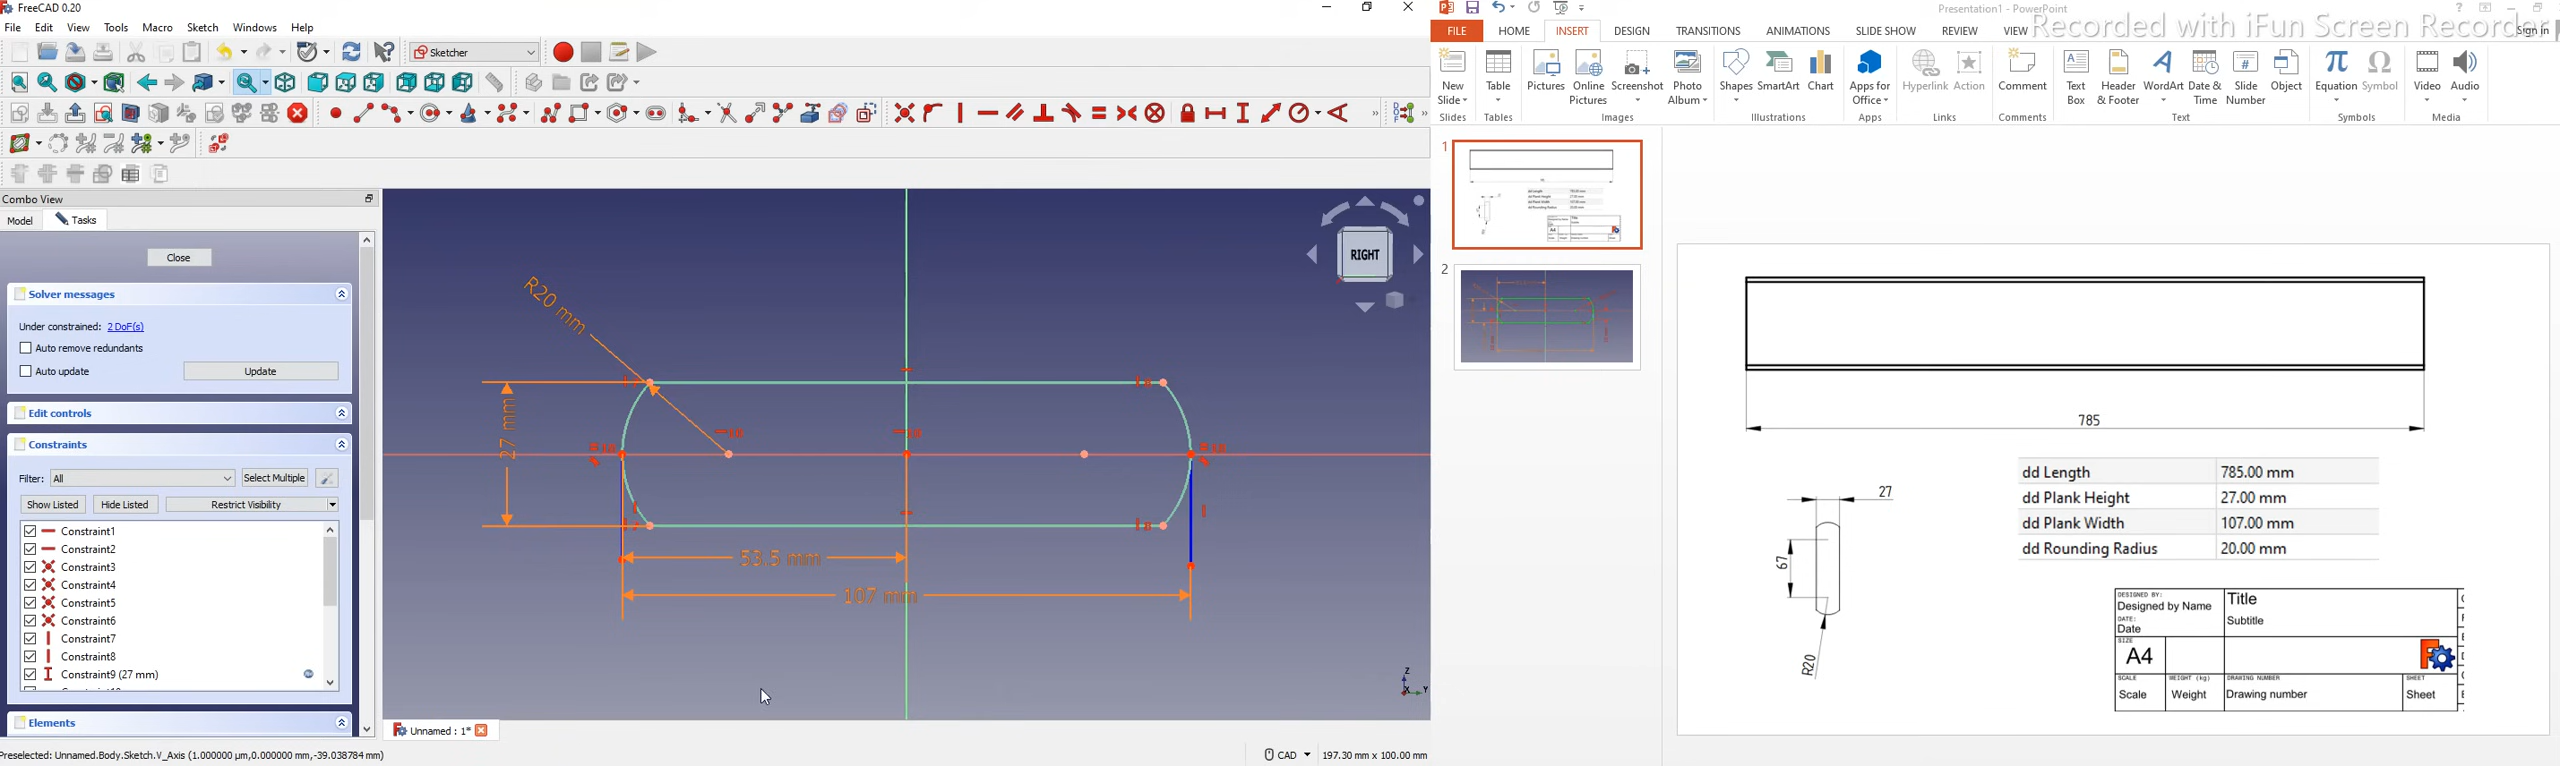 FreeCAD 0.20
File Edit View Tools Macro Sketch Windows Help
Sketcher
Combo View
Model Tasks
Close
Solver messages
Under constrained: 2 DoF(s)
Auto remove redundants
Auto update Update
Edit controls
Constraints
Filter: All Select Multiple
Show Listed Hide Listed Restrict Visibility
Constraint1
Constraint2
Constraint3
Constraint4
Constraint5
Constraint6
Constraint7
Constraint8
Constraint9 (27 mm)
Elements
Preselected: Unnamed.Body.Sketch.V_Axis (1.000000 µm,0.000000 mm,-39.038784 mm)
R20 mm
27 mm
53.5 mm
107 mm
RIGHT
Z
X Y
Unnamed : 1*
CAD 197.30 mm x 100.00 mm
Presentation1 - PowerPoint
Recorded with iFun Screen Recorder
Sign in
FILE HOME INSERT DESIGN TRANSITIONS ANIMATIONS SLIDE SHOW REVIEW VIEW
New Slide
Table
Pictures
Online Pictures
Screenshot
Photo Album
Shapes
SmartArt
Chart
Apps for Office
Hyperlink
Action
Comment
Text Box
Header & Footer
WordArt
Date & Time
Slide Number
Object
Equation
Symbol
Video
Audio
Slides Tables Images Illustrations Apps Links Comments Text Symbols Media
1
2
785
dd Length 785.00 mm
dd Plank Height 27.00 mm
dd Plank Width 107.00 mm
dd Rounding Radius 20.00 mm
27
67
R20
DESIGNED BY:
Designed by Name
DATE:
Date
SIZE
A4
Title
Subtitle
SCALE
Scale
WEIGHT (kg)
Weight
DRAWING NUMBER
Drawing number
SHEET
Sheet